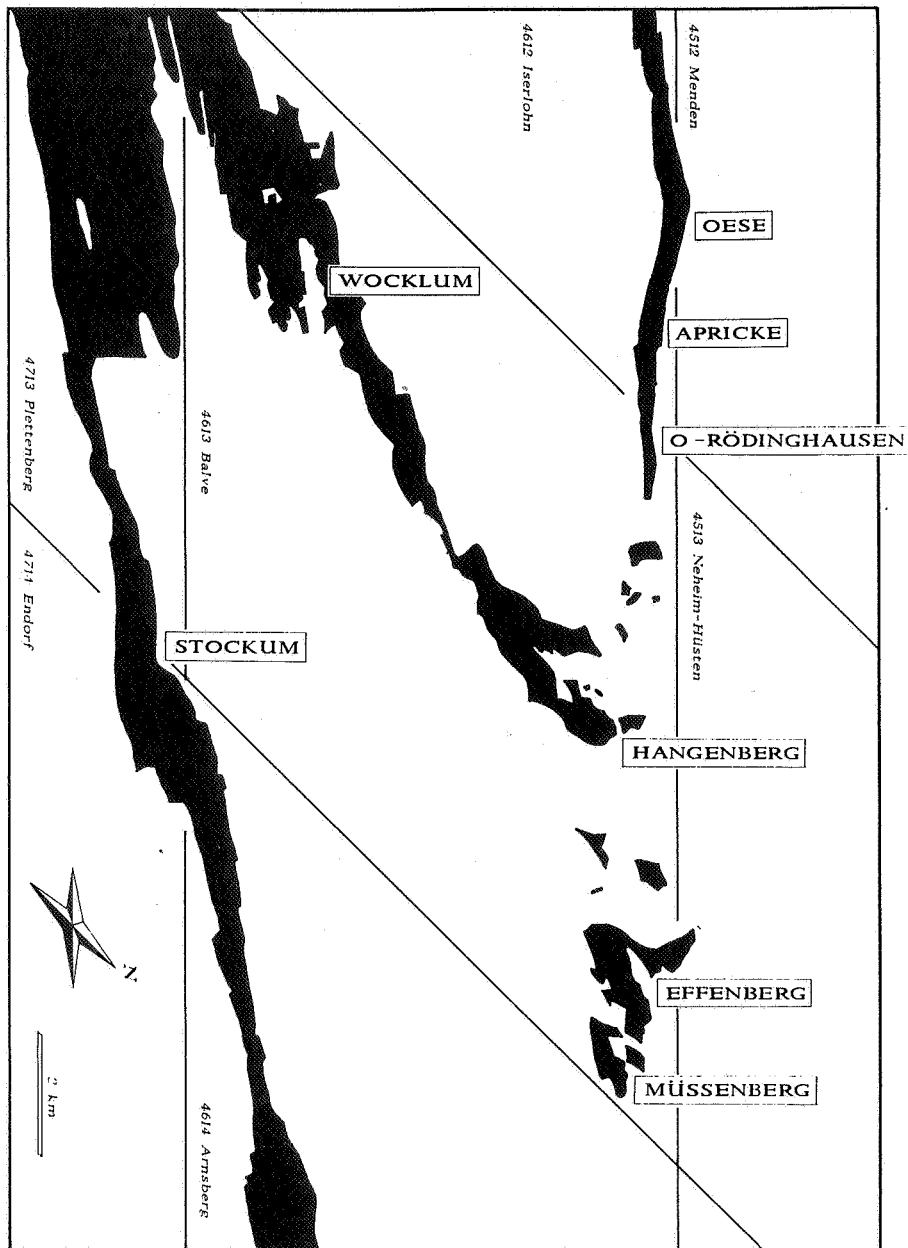 4512 Menden
4612 Iserlohn
OESE
WOCKLUM
APRICKE
4713 Plettenberg
4613 Balve
O-RÖDINGHAUSEN
4513 Neheim-Hüsten
4714 Endorf
STOCKUM
HANGENBERG
N
EFFENBERG
2 km
MÜSSENBERG
4614 Arnsberg